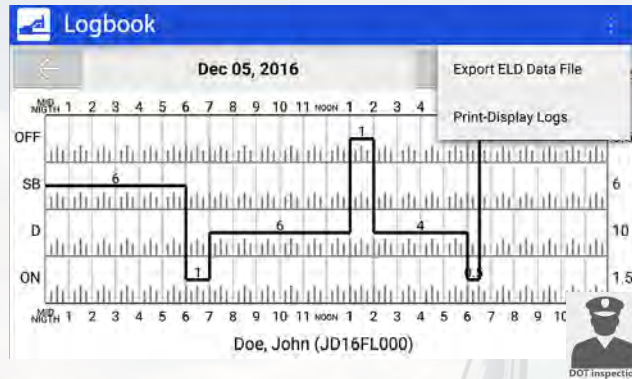 Logbook
Dec 05, 2016
Export ELD Data File
Print-Display Logs
MID NIGTH 1 2 3 4 5 6 7 8 9 10 11 NOON 1 2 3 4
OFF 1
SB 6 6
D 6 4 10
ON 1 0.5 1.5
MID NIGTH 1 2 3 4 5 6 7 8 9 10 11 NOON 1 2 3 4 5 6 7 8 9
Doe, John (JD16FL000)
DOT inspection